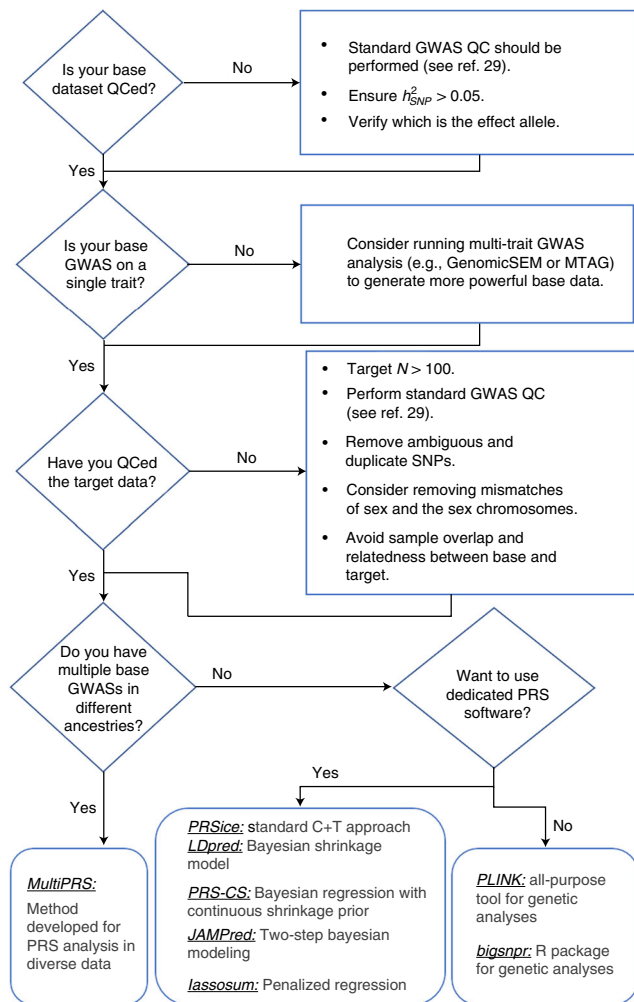 Is your base
dataset QCed?
No
• Standard GWAS QC should be
performed (see ref. 29).
• Ensure h²SNP > 0.05.
• Verify which is the effect allele.
Yes
Is your base
GWAS on a
single trait?
No
Consider running multi-trait GWAS
analysis (e.g., GenomicSEM or MTAG)
to generate more powerful base data.
Yes
Have you QCed
the target data?
No
• Target N > 100.
• Perform standard GWAS QC
(see ref. 29).
• Remove ambiguous and
duplicate SNPs.
• Consider removing mismatches
of sex and the sex chromosomes.
• Avoid sample overlap and
relatedness between base and
target.
Yes
Do you have
multiple base
GWASs in
different
ancestries?
No
Want to use
dedicated PRS
software?
Yes
MultiPRS:
Method
developed for
PRS analysis in
diverse data
Yes
PRSice: standard C+T approach
LDpred: Bayesian shrinkage
model
PRS-CS: Bayesian regression with
continuous shrinkage prior
JAMPred: Two-step bayesian
modeling
lassosum: Penalized regression
No
PLINK: all-purpose
tool for genetic
analyses
bigsnpr: R package
for genetic analyses